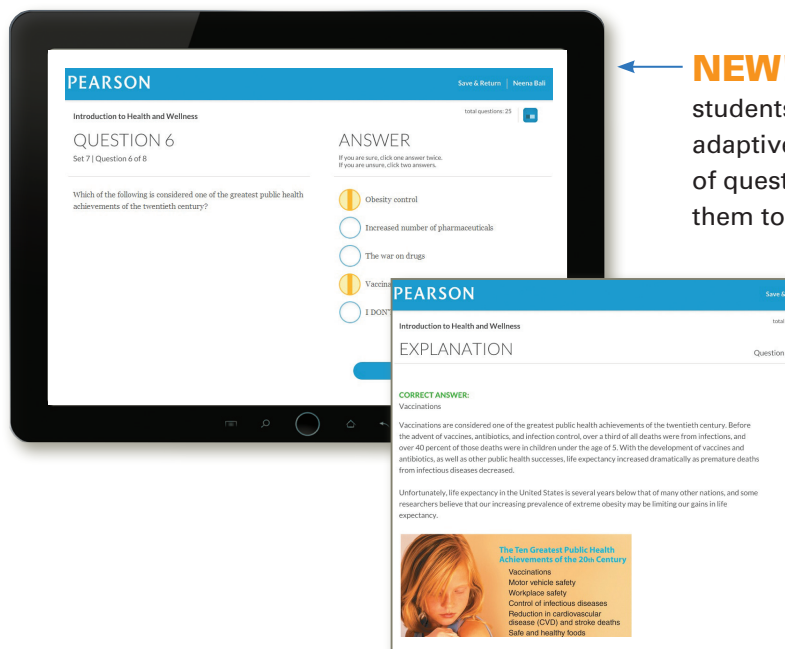 PEARSON
Save & Return | Neena Bali
Introduction to Health and Wellness
total questions: 25
QUESTION 6
Set 7 | Question 6 of 8
ANSWER
If you are sure, click one answer twice.
If you are unsure, click two answers.
Which of the following is considered one of the greatest public health
achievements of the twentieth century?
Obesity control
Increased number of pharmaceuticals
The war on drugs
Vaccina
I DON'
NEW
students
adaptive
of quest
them to
PEARSON
Save &
Introduction to Health and Wellness
total
EXPLANATION
Question
CORRECT ANSWER:
Vaccinations
Vaccinations are considered one of the greatest public health achievements of the twentieth century. Before
the advent of vaccines, antibiotics, and infection control, over a third of all deaths were from infections, and
over 40 percent of those deaths were in children under the age of 5. With the development of vaccines and
antibiotics, as well as other public health successes, life expectancy increased dramatically as premature deaths
from infectious diseases decreased.
Unfortunately, life expectancy in the United States is several years below that of many other nations, and some
researchers believe that our increasing prevalence of extreme obesity may be limiting our gains in life
expectancy.
The Ten Greatest Public Health
Achievements of the 20th Century
Vaccinations
Motor vehicle safety
Workplace safety
Control of infectious diseases
Reduction in cardiovascular
disease (CVD) and stroke deaths
Safe and healthy foods